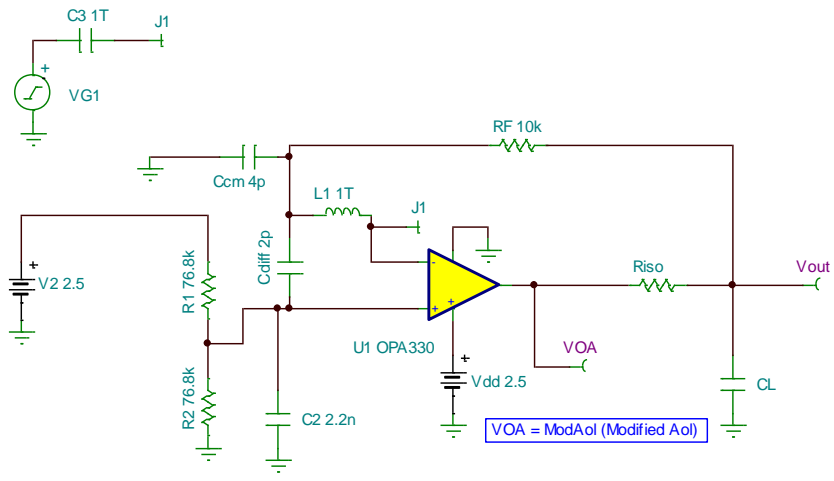 C3 1T
J1
+
VG1
RF 10k
Ccm 4p
L1 1T
J1
Cdiff 2p
+
V2 2.5
R1 76.8k
-
+
+
Riso
Vout
U1 OPA330
VOA
+
Vdd 2.5
CL
R2 76.8k
C2 2.2n
VOA = ModAol (Modified Aol)